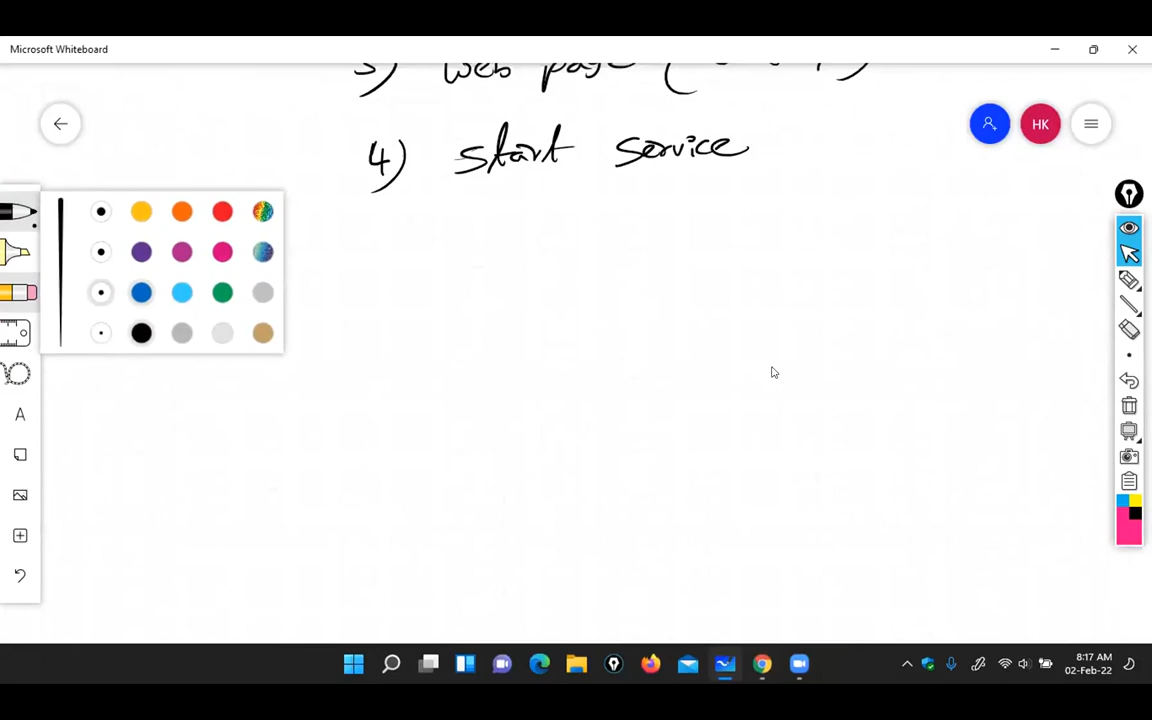 Microsoft Whiteboard
3) Web page (
4) start service
HK
A
8:17 AM
02-Feb-22